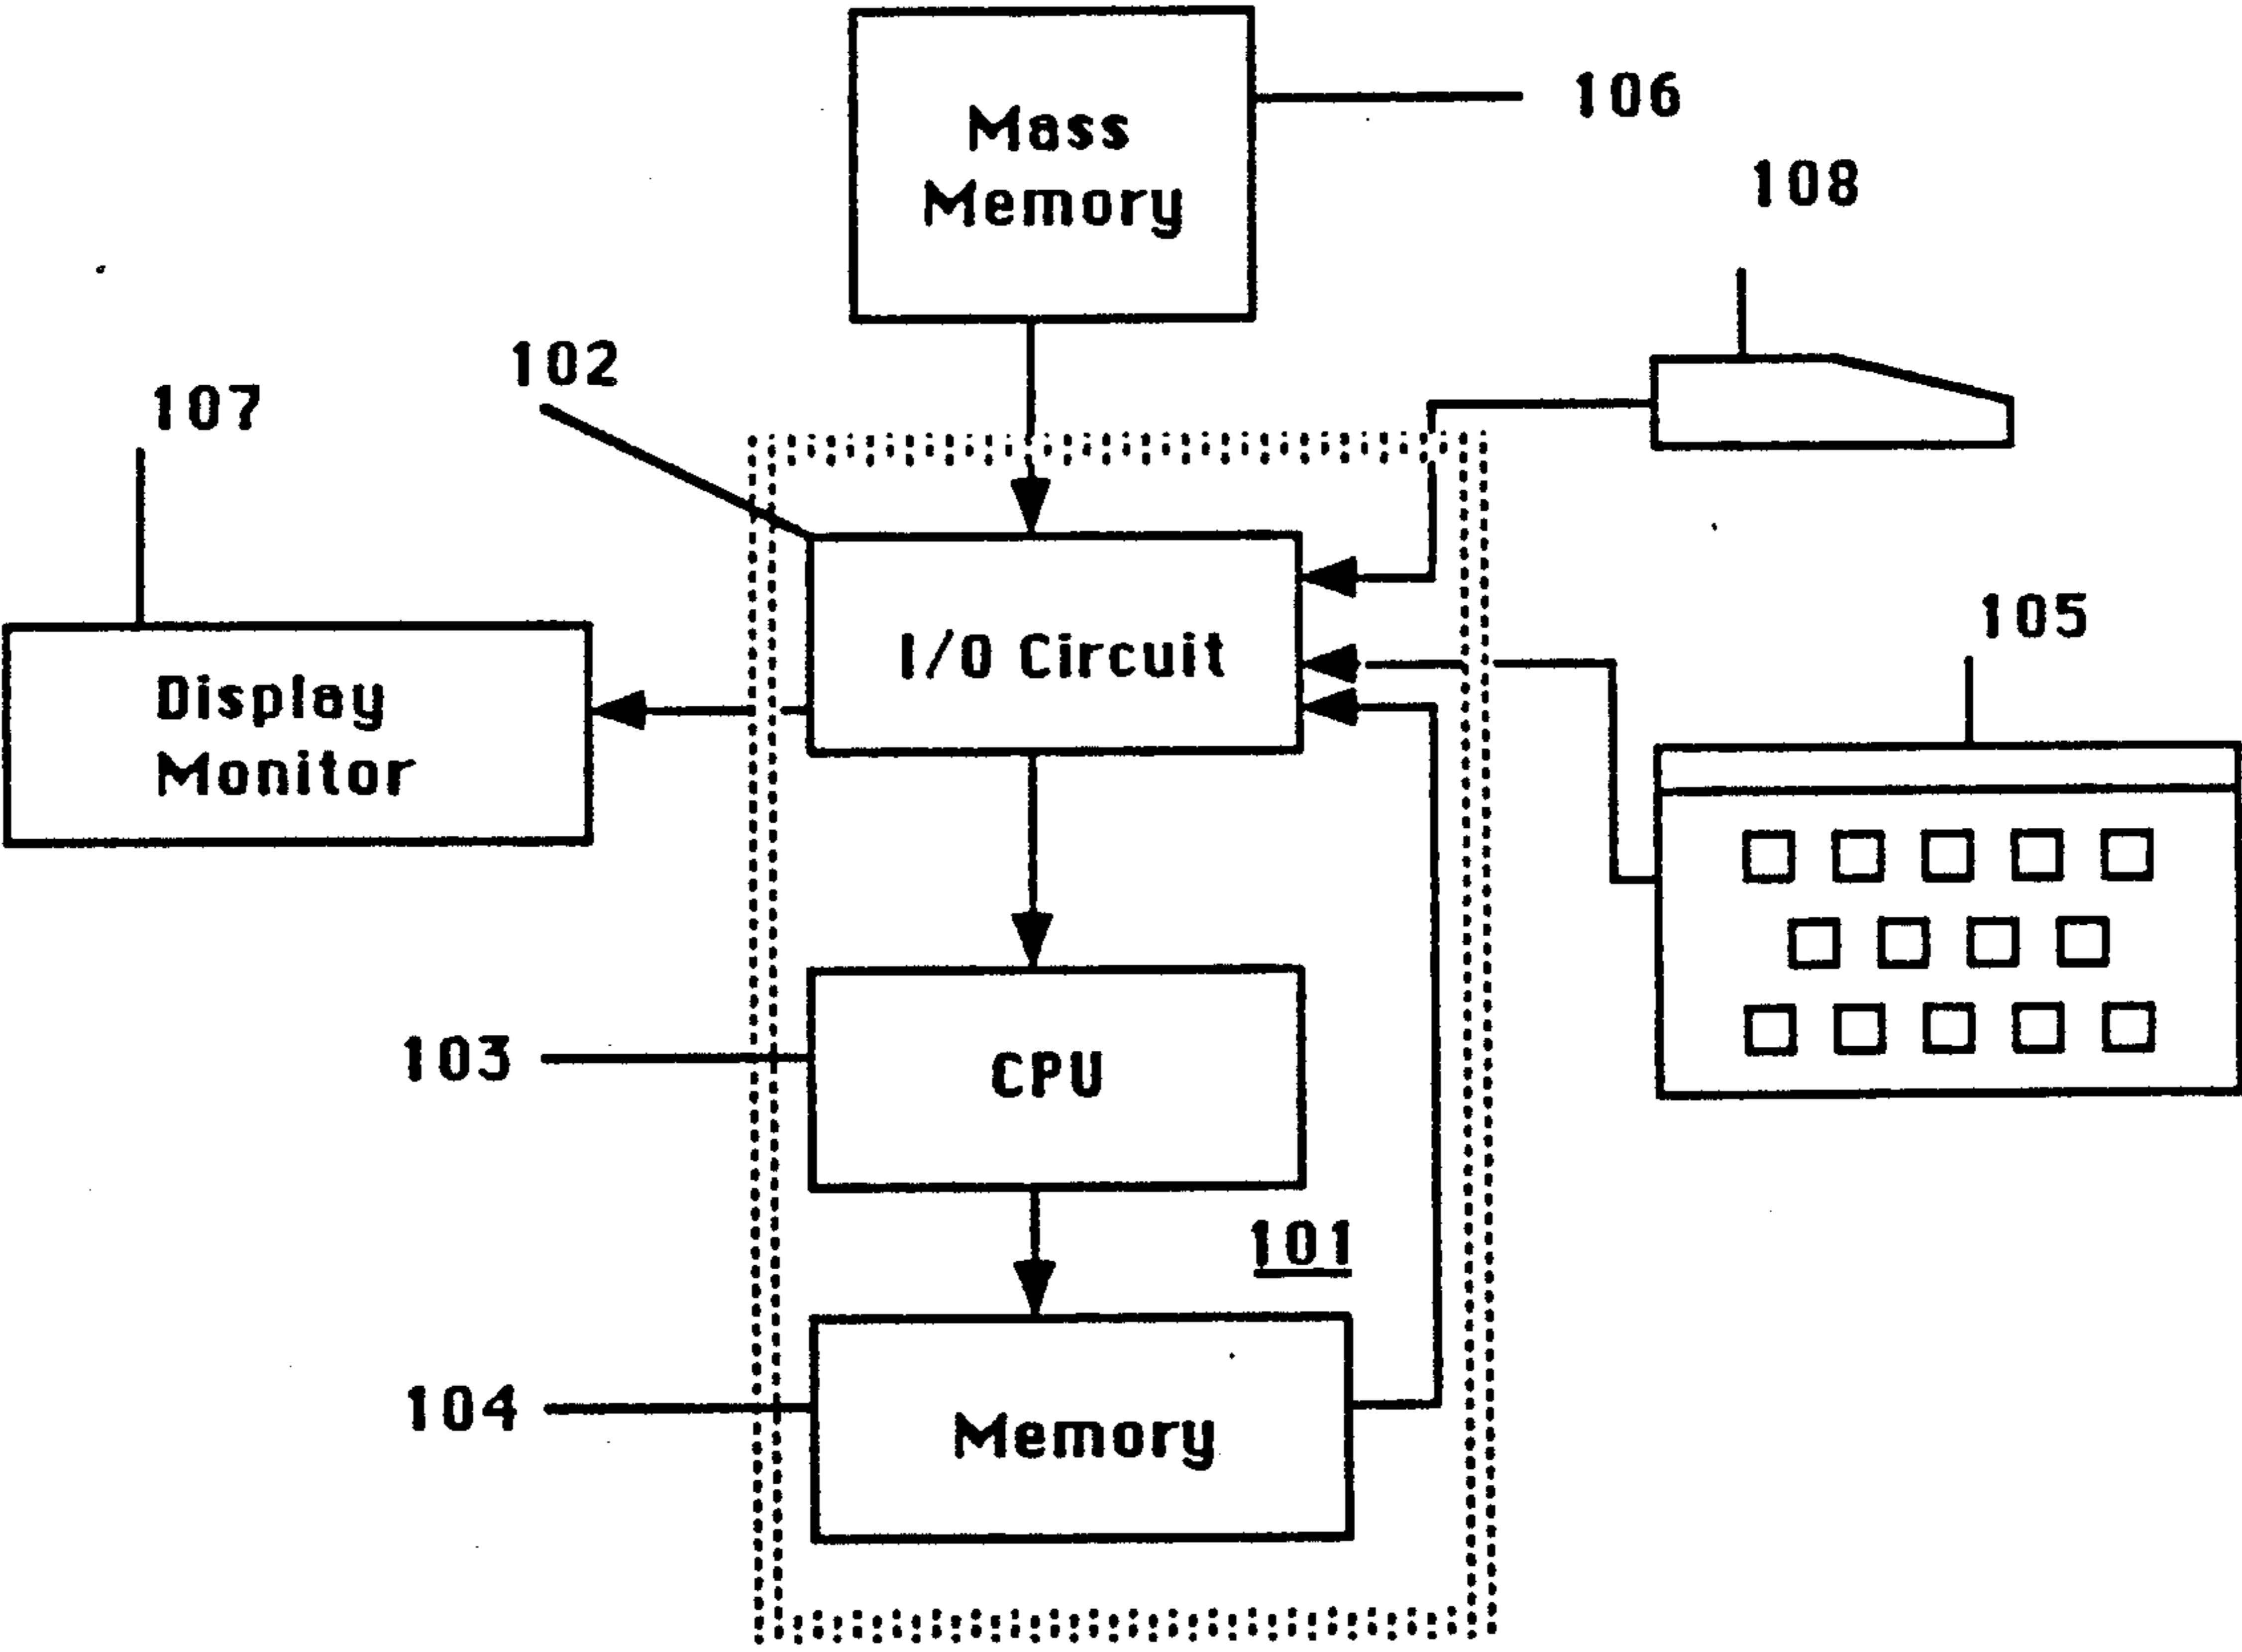 Mass
Memory
106
108
102
107
I/O Circuit
105
Display
Monitor
103
CPU
101
104
Memory